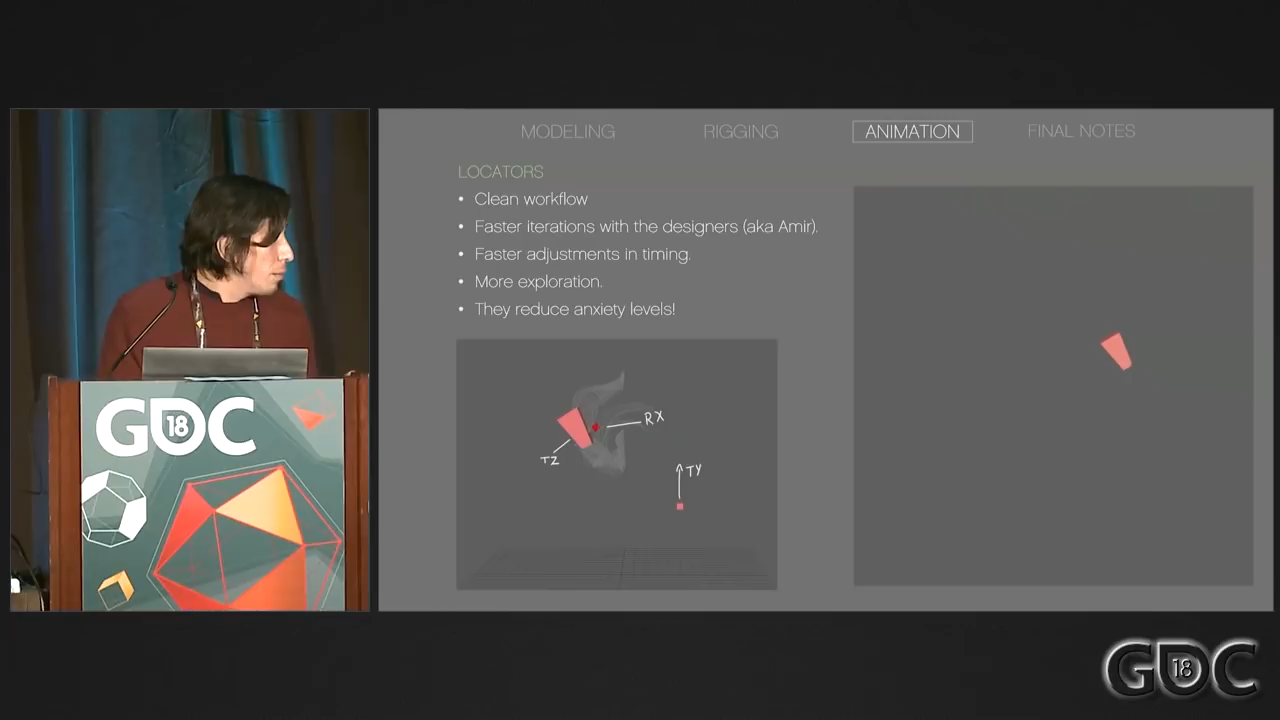 MODELING
RIGGING
ANIMATION
FINAL NOTES
LOCATORS
• Clean workflow
• Faster iterations with the designers (aka Amir).
• Faster adjustments in timing.
• More exploration.
• They reduce anxiety levels!
RX
TZ
TY
GDC
18
GDC
18